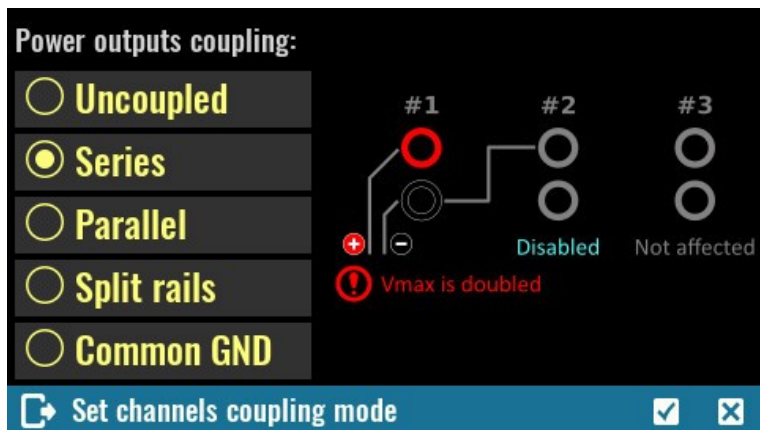 Power outputs coupling:
Uncoupled
Series
Parallel
Split rails
Common GND
#1 #2 #3
+ −
Disabled Not affected
! Vmax is doubled
Set channels coupling mode